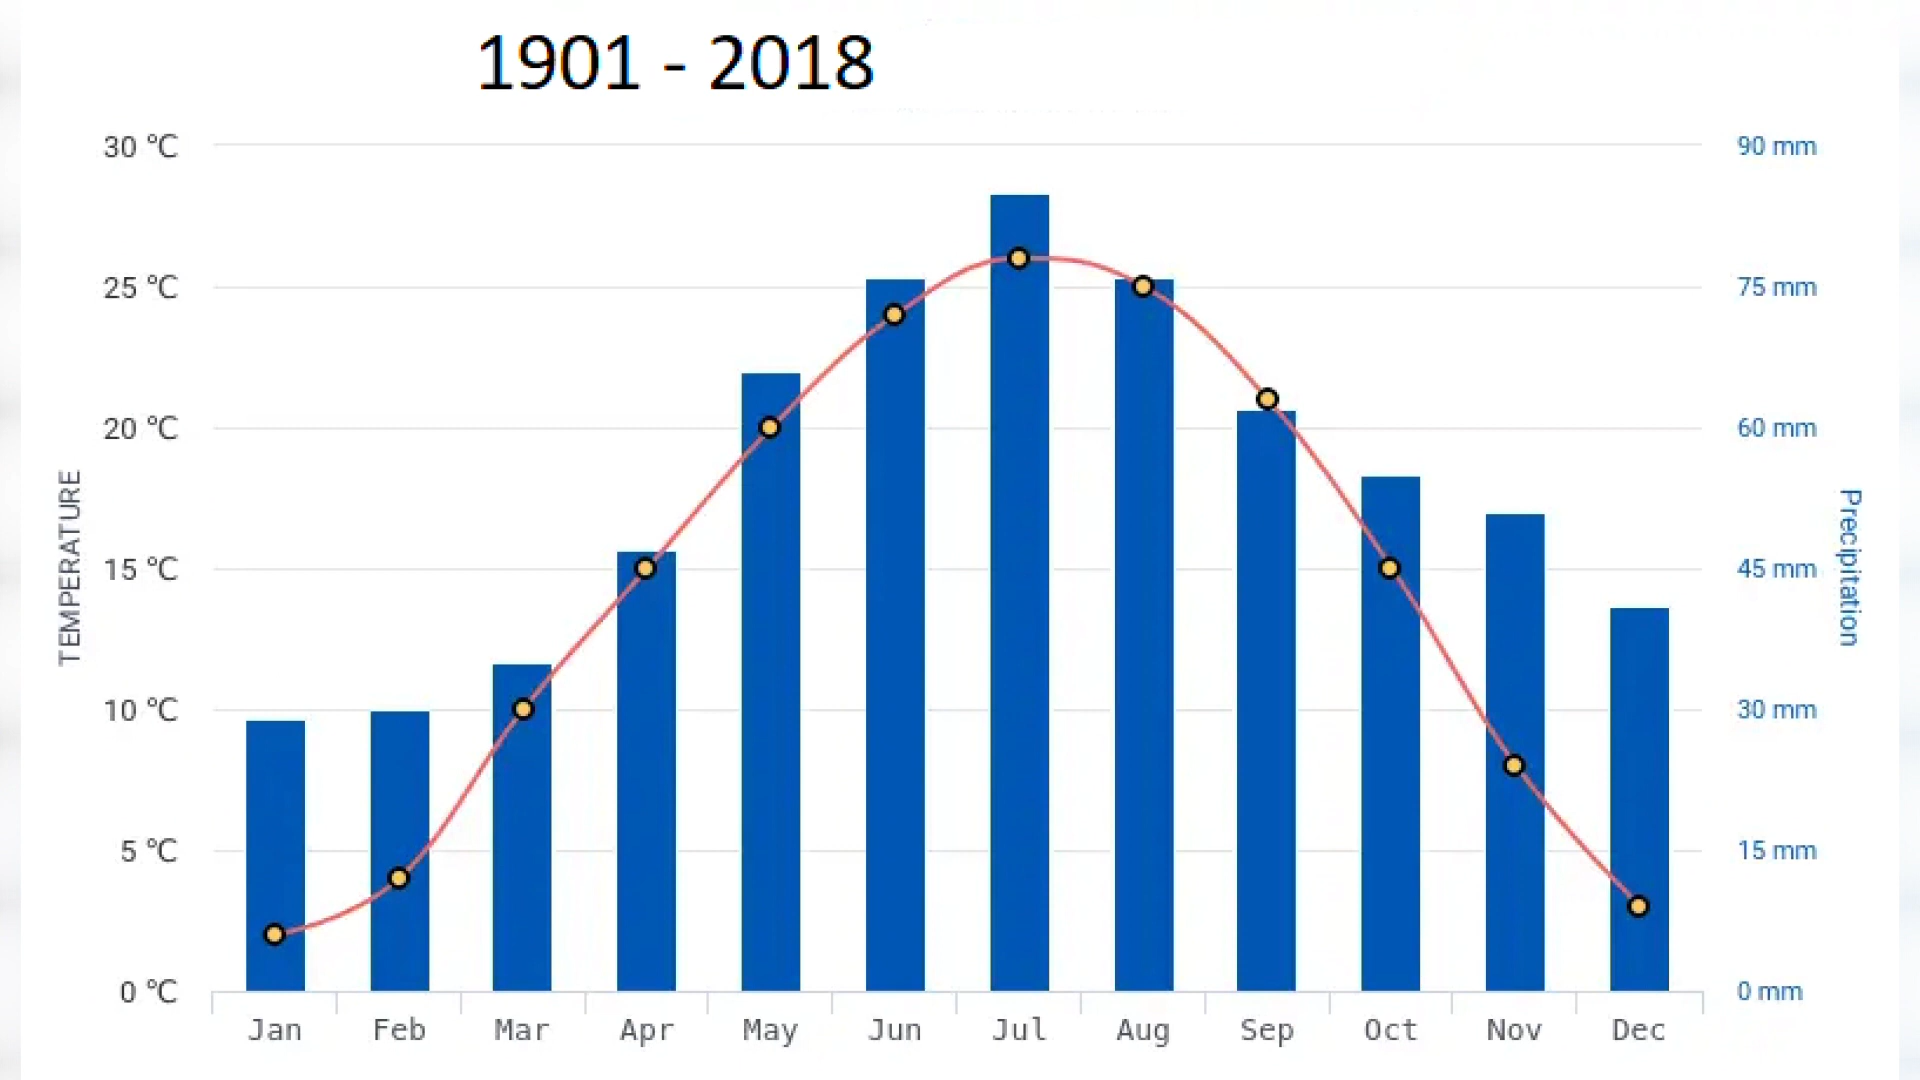 1901 - 2018
30 °C
90 mm
25 °C
75 mm
20 °C
60 mm
15 °C
45 mm
10 °C
30 mm
5 °C
15 mm
0 °C
0 mm
TEMPERATURE
Precipitation
Jan Feb Mar Apr May Jun Jul Aug Sep Oct Nov Dec